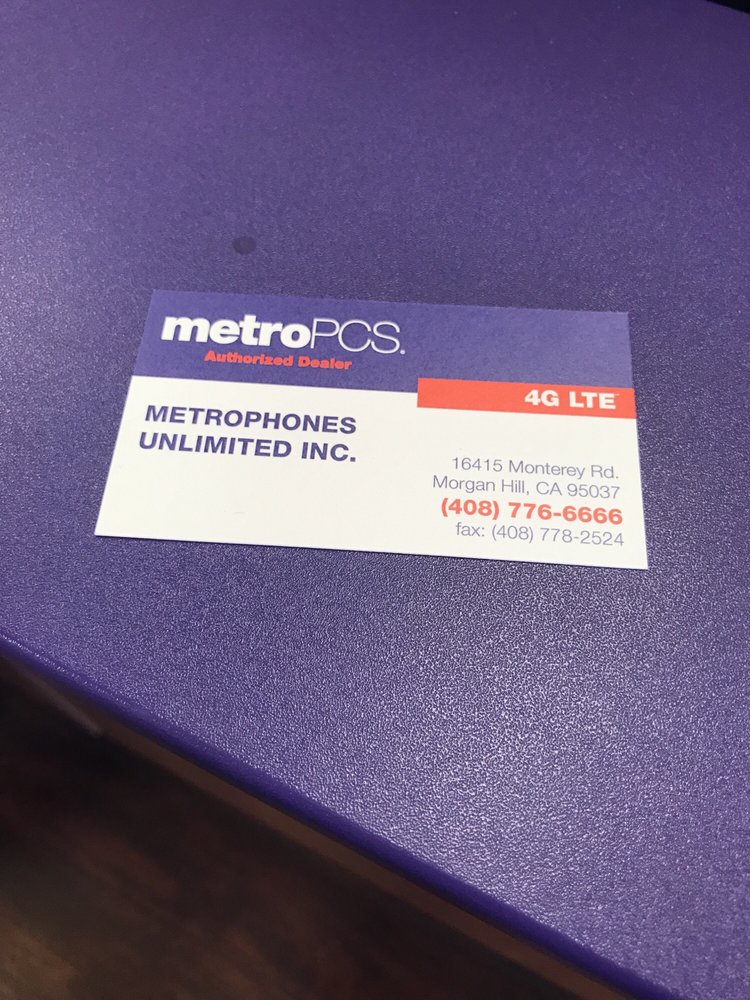 metroPCS.
Authorized Dealer
4G LTE
METROPHONES
UNLIMITED INC.
16415 Monterey Rd.
Morgan Hill, CA 95037
(408) 776-6666
fax: (408) 778-2524